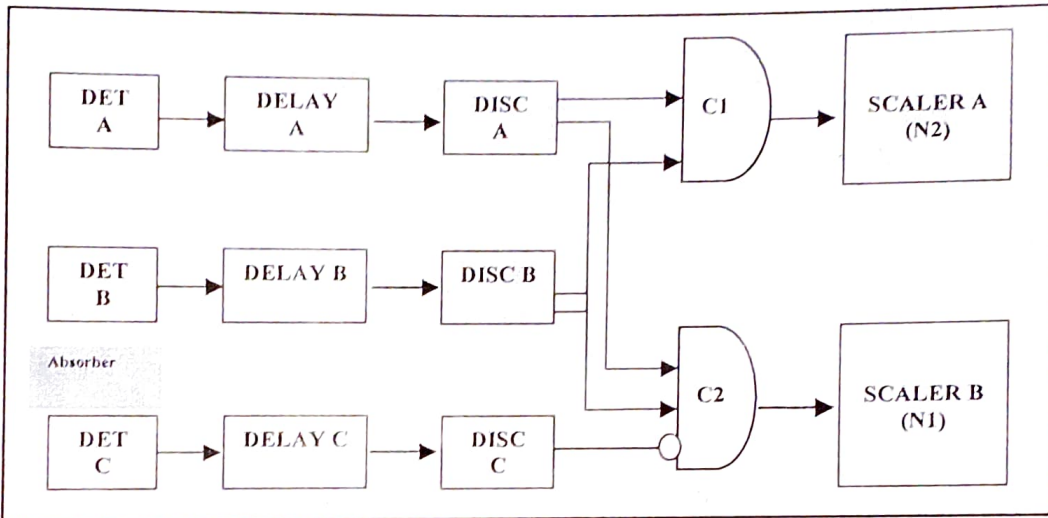 DET
A
DELAY
A
DISC
A
C1
SCALER A
(N2)
DET
B
DELAY B
DISC B
Absorber
DET
C
DELAY C
DISC
C
C2
SCALER B
(N1)